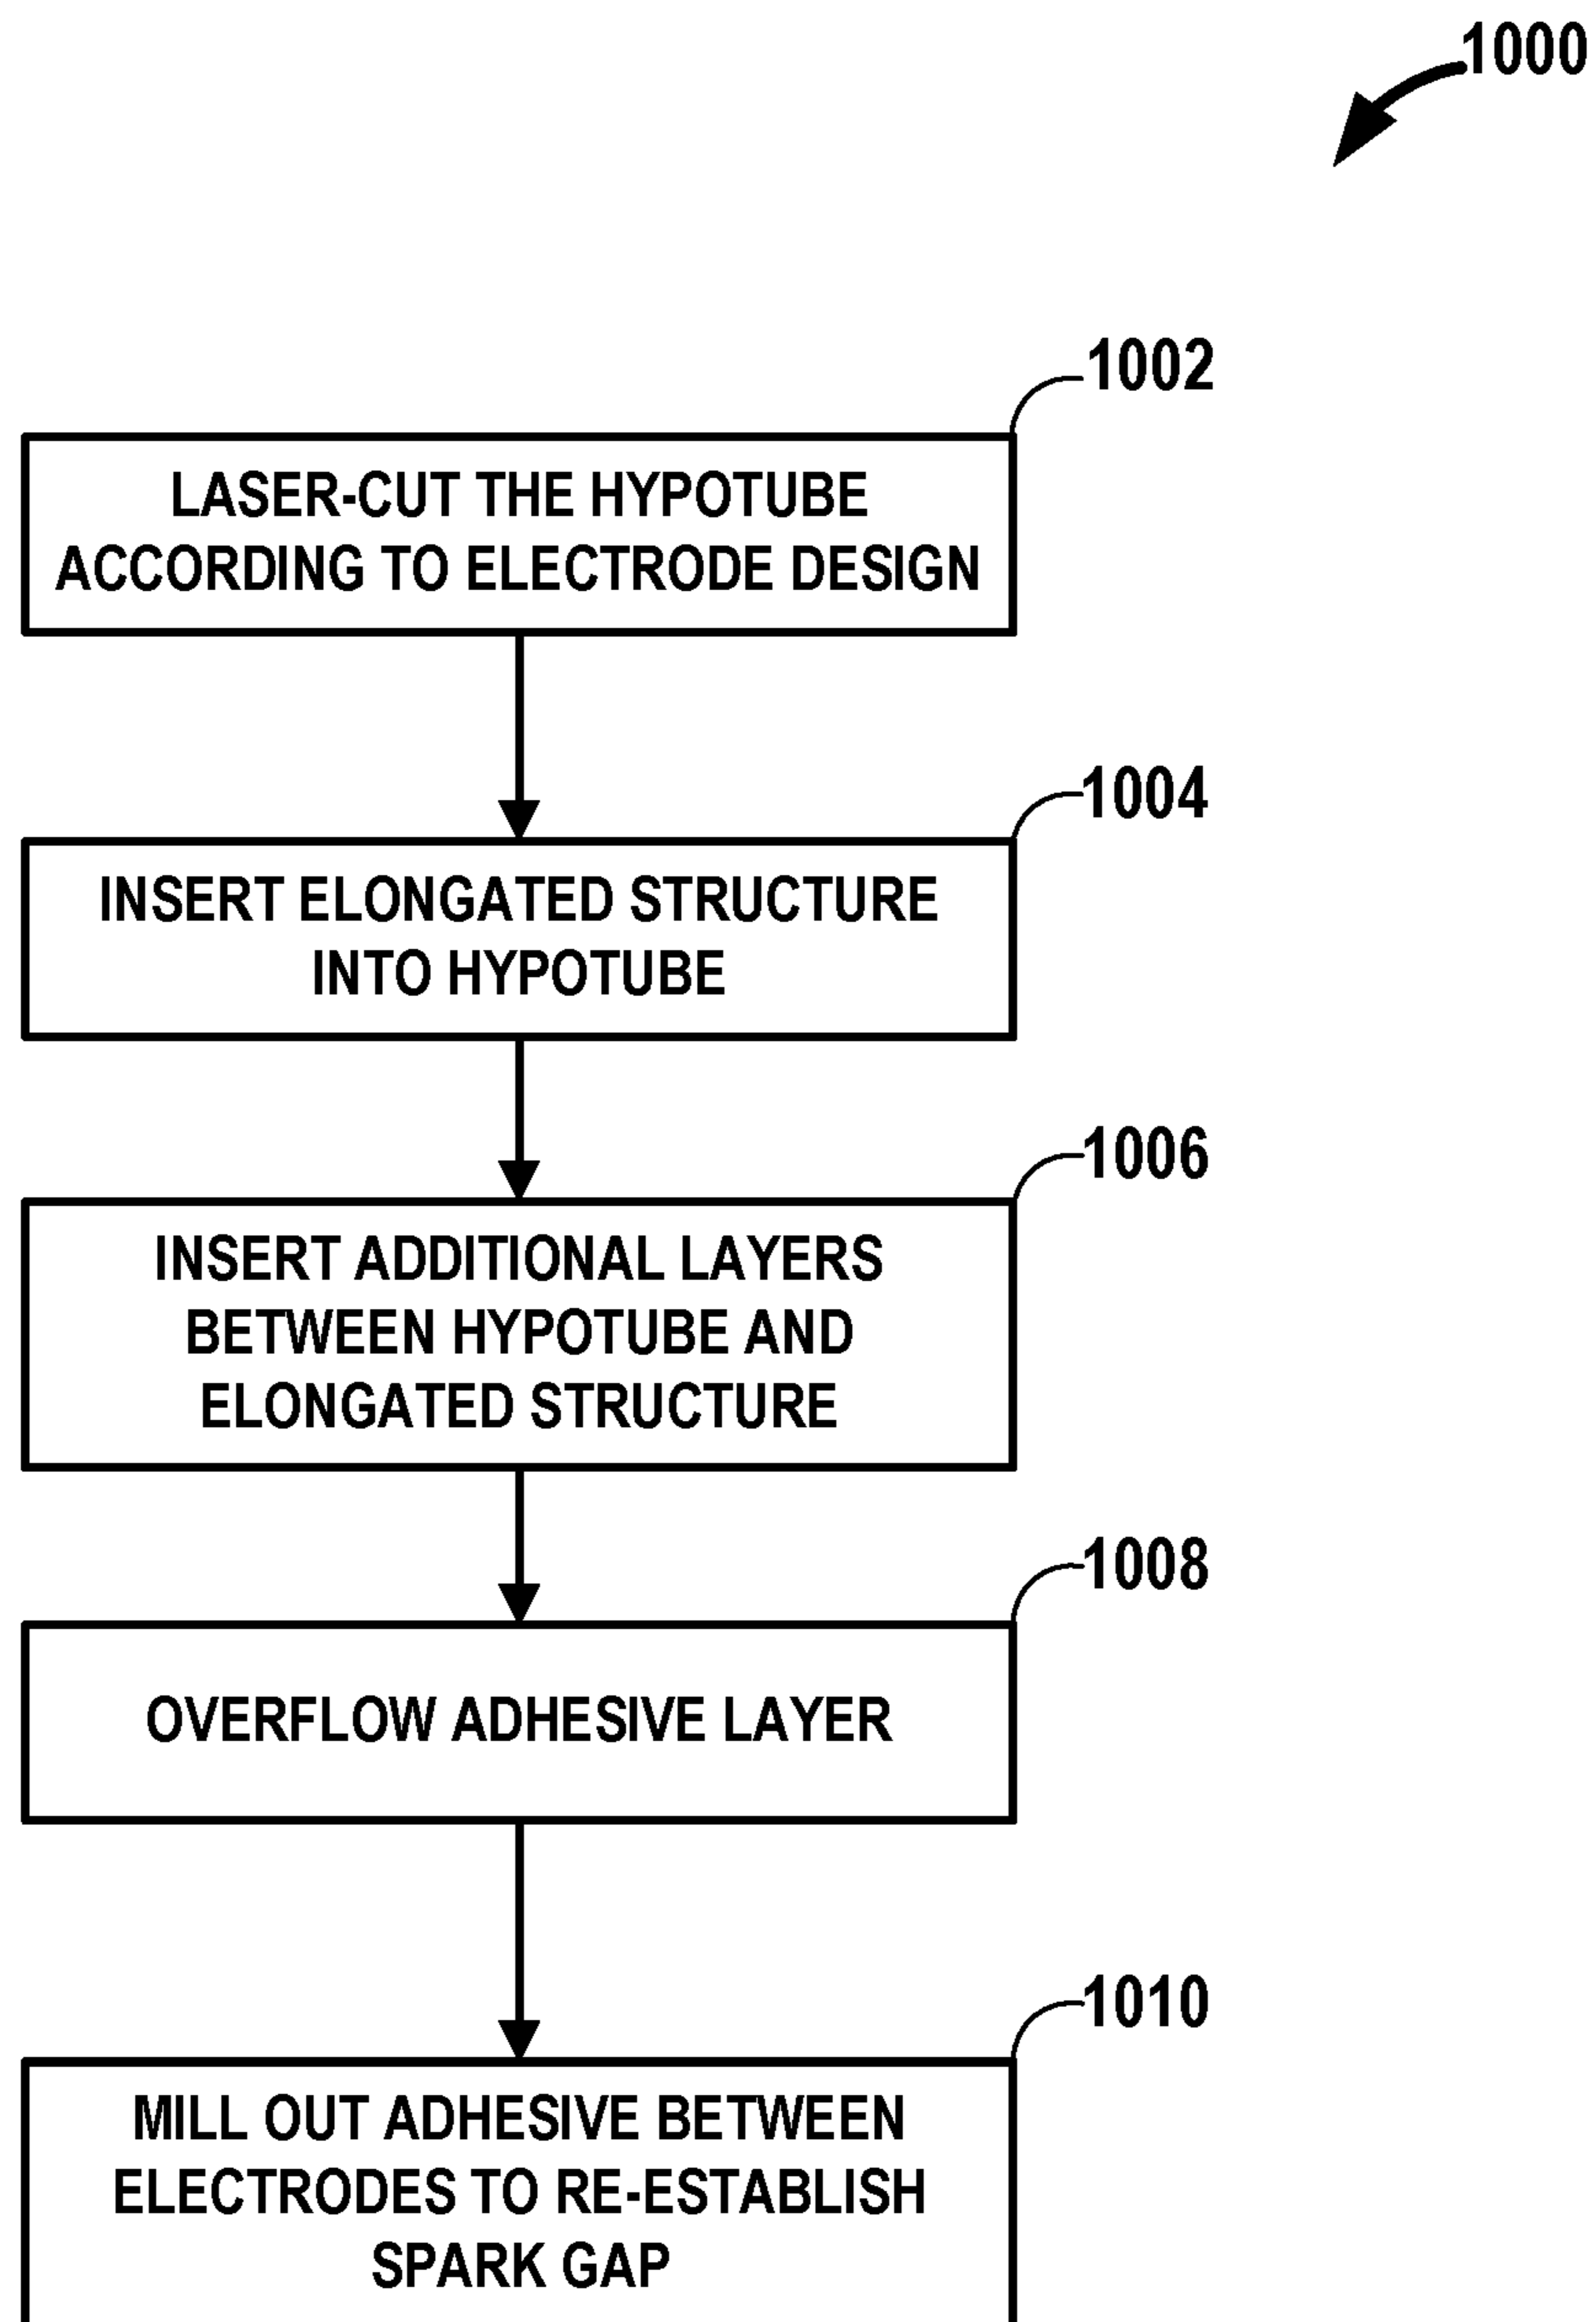 1000
1002
LASER-CUT THE HYPOTUBE
ACCORDING TO ELECTRODE DESIGN
1004
INSERT ELONGATED STRUCTURE
INTO HYPOTUBE
1006
INSERT ADDITIONAL LAYERS
BETWEEN HYPOTUBE AND
ELONGATED STRUCTURE
1008
OVERFLOW ADHESIVE LAYER
1010
MILL OUT ADHESIVE BETWEEN
ELECTRODES TO RE-ESTABLISH
SPARK GAP